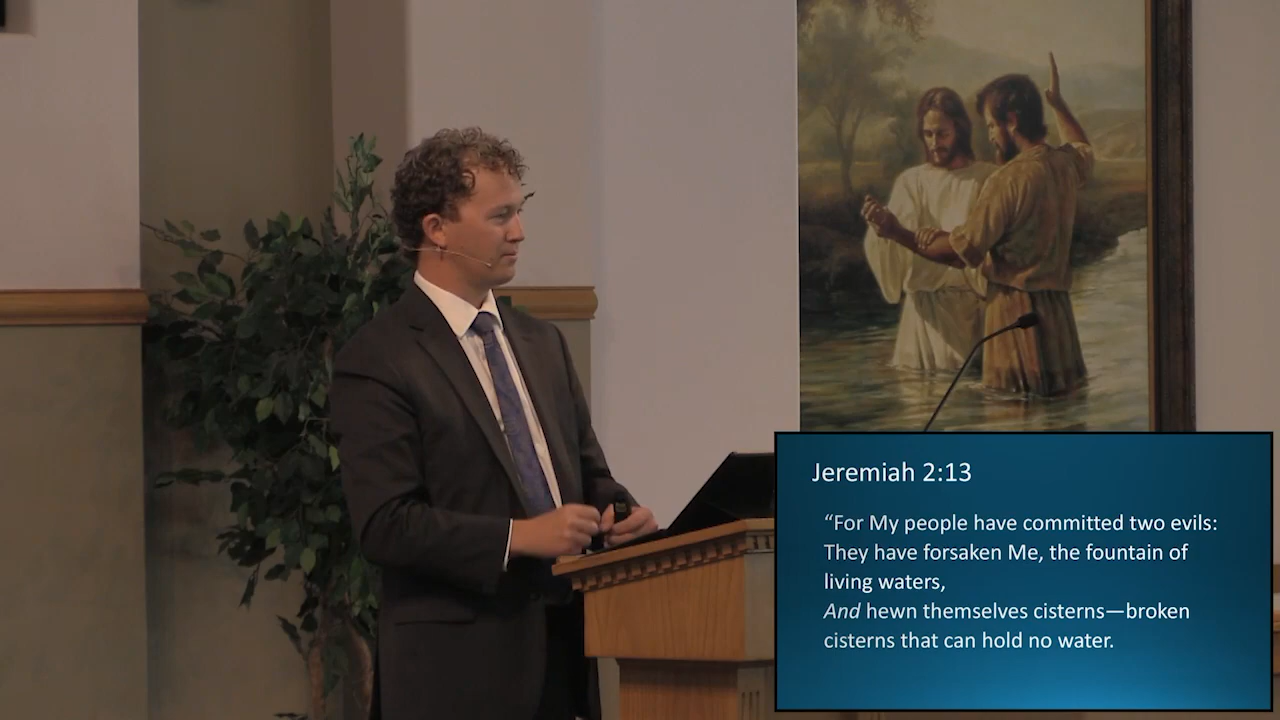 Jeremiah 2:13
“For My people have committed two evils:
They have forsaken Me, the fountain of
living waters,
And hewn themselves cisterns—broken
cisterns that can hold no water.